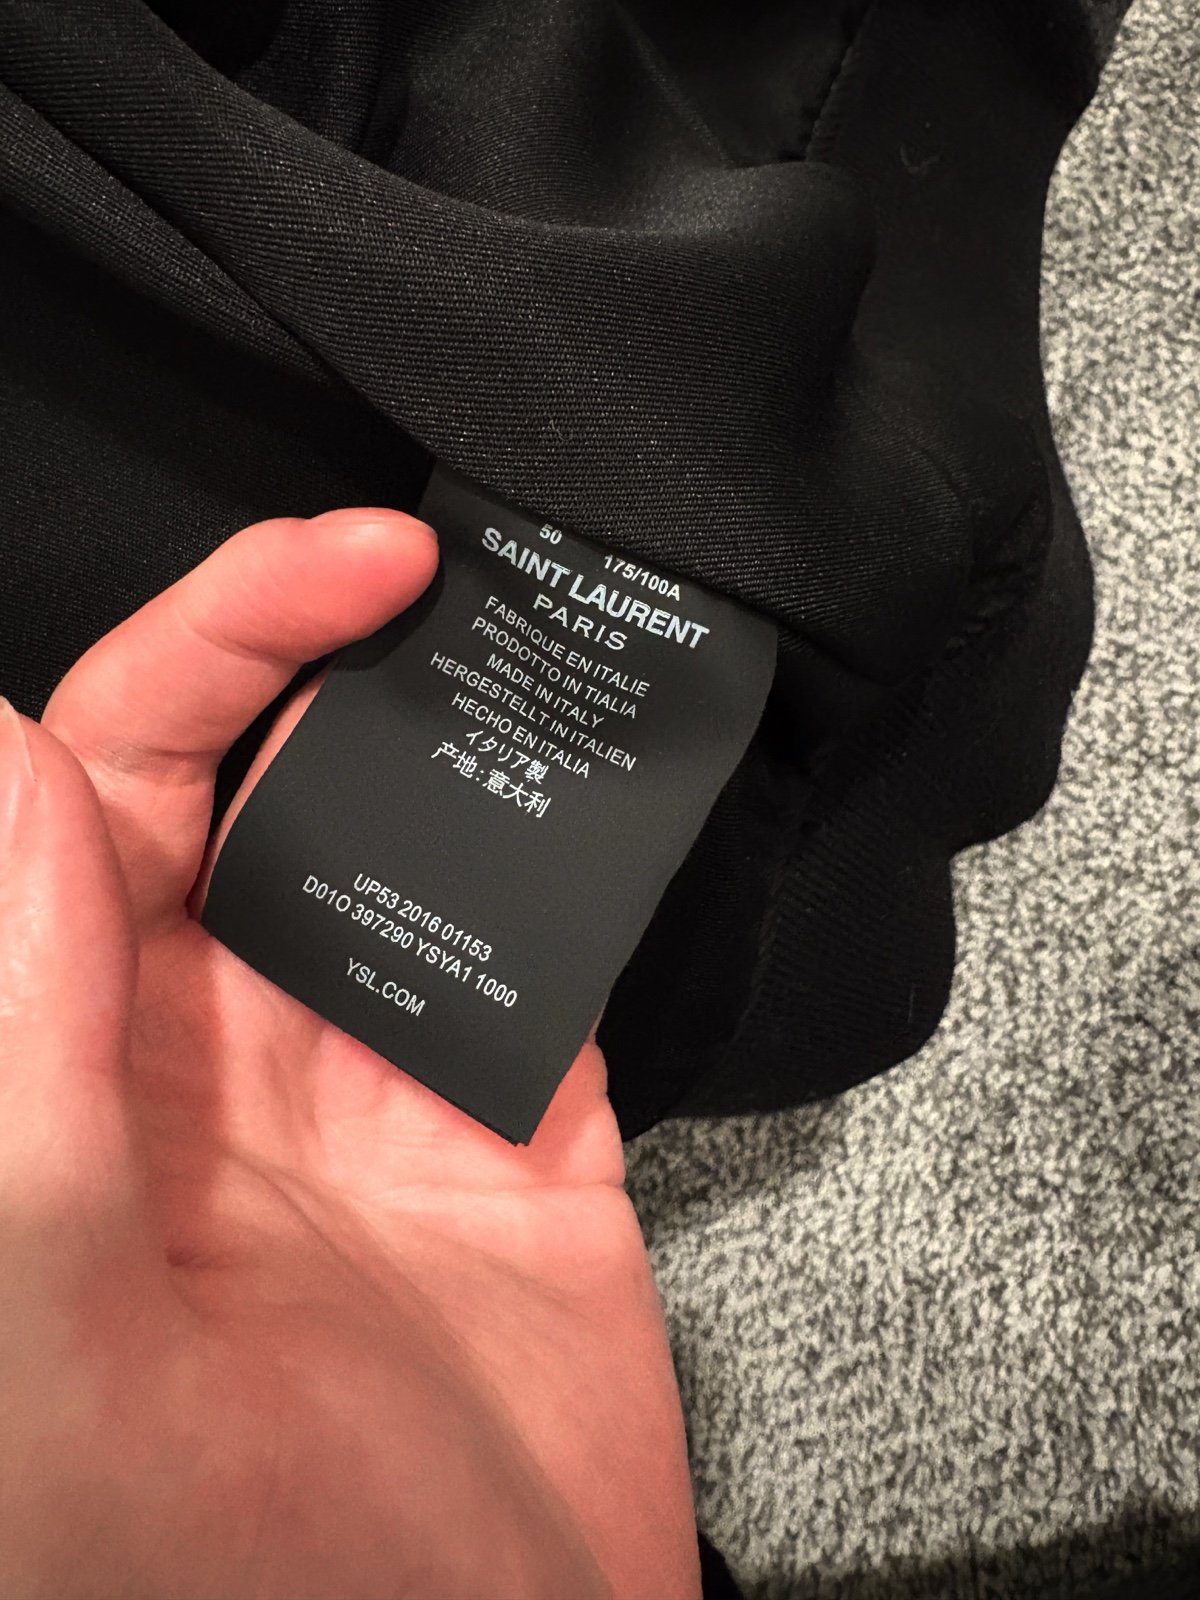 50 175/100A
SAINT LAURENT
PARIS
FABRIQUE EN ITALIE
PRODOTTO IN TIALIA
MADE IN ITALY
HERGESTELLT IN ITALIEN
HECHO EN ITALIA
イタリア製
产地:意大利
UP53 2016 01153
D01O 397290 YSYA1 1000
YSL.COM